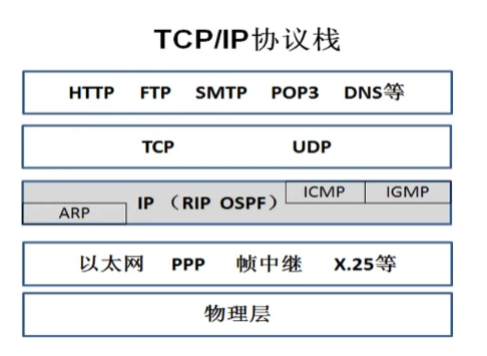 TCP/IP协议栈
HTTP FTP SMTP POP3 DNS等
TCP UDP
ICMP IGMP
IP （RIP OSPF）
ARP
以太网 PPP 帧中继 X.25等
物理层